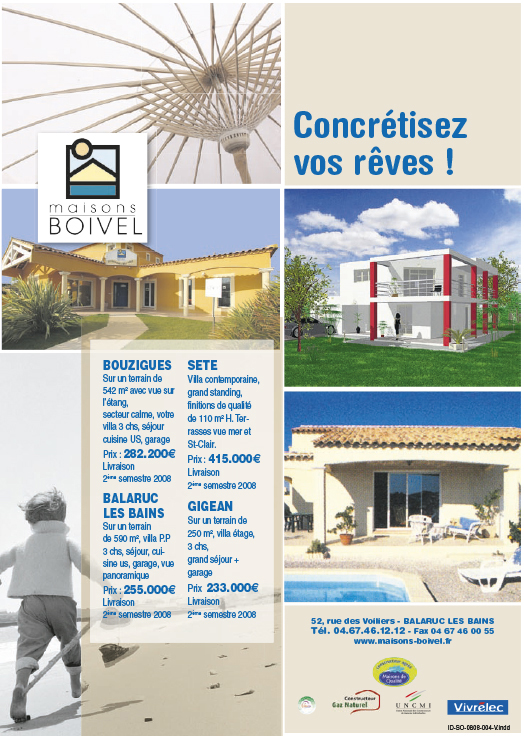 Concrétisez
vos rêves !
maisons
BOIVEL
BOUZIGUES
Sur un terrain de
542 m² avec vue sur
l'étang,
secteur calme, votre
villa 3 chs, séjour
cuisine US, garage
Prix : 282.200€
Livraison
2ème semestre 2008
BALARUC
LES BAINS
Sur un terrain
de 590 m², villa P.P
3 chs, séjour, cui-
sine us, garage, vue
panoramique
Prix : 255.000€
Livraison
2ème semestre 2008
SETE
Villa contemporaine,
grand standing,
finitions de qualité
de 110 m² H. Ter-
rasses vue mer et
St-Clair.
Prix : 415.000€
Livraison
2ème semestre 2008
GIGEAN
Sur un terrain de
250 m², villa étage,
3 chs,
grand séjour +
garage
Prix 233.000€
Livraison
2ème semestre 2008
52, rue des Voiliers - BALARUC LES BAINS
Tél. 04.67.46.12.12 - Fax 04 67 46 00 55
www.maisons-boivel.fr
Maisons de
Qualité
Constructeur
Gaz Naturel
UNCMI
Vivrélec
ID-SO-0808-004-V.indd